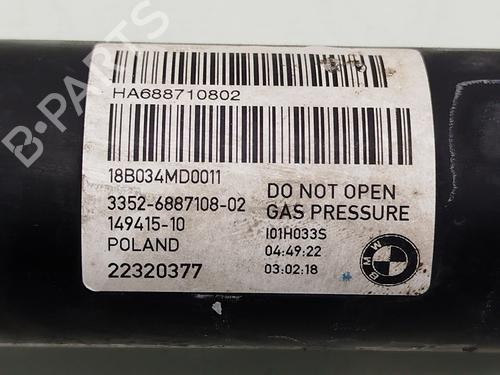 HA688710802
18B034MD0011
3352-6887108-02
149415-10
POLAND
22320377
DO NOT OPEN
GAS PRESSURE
I01H033S
04:49:22
03:02:18
BMW
B-PARTS